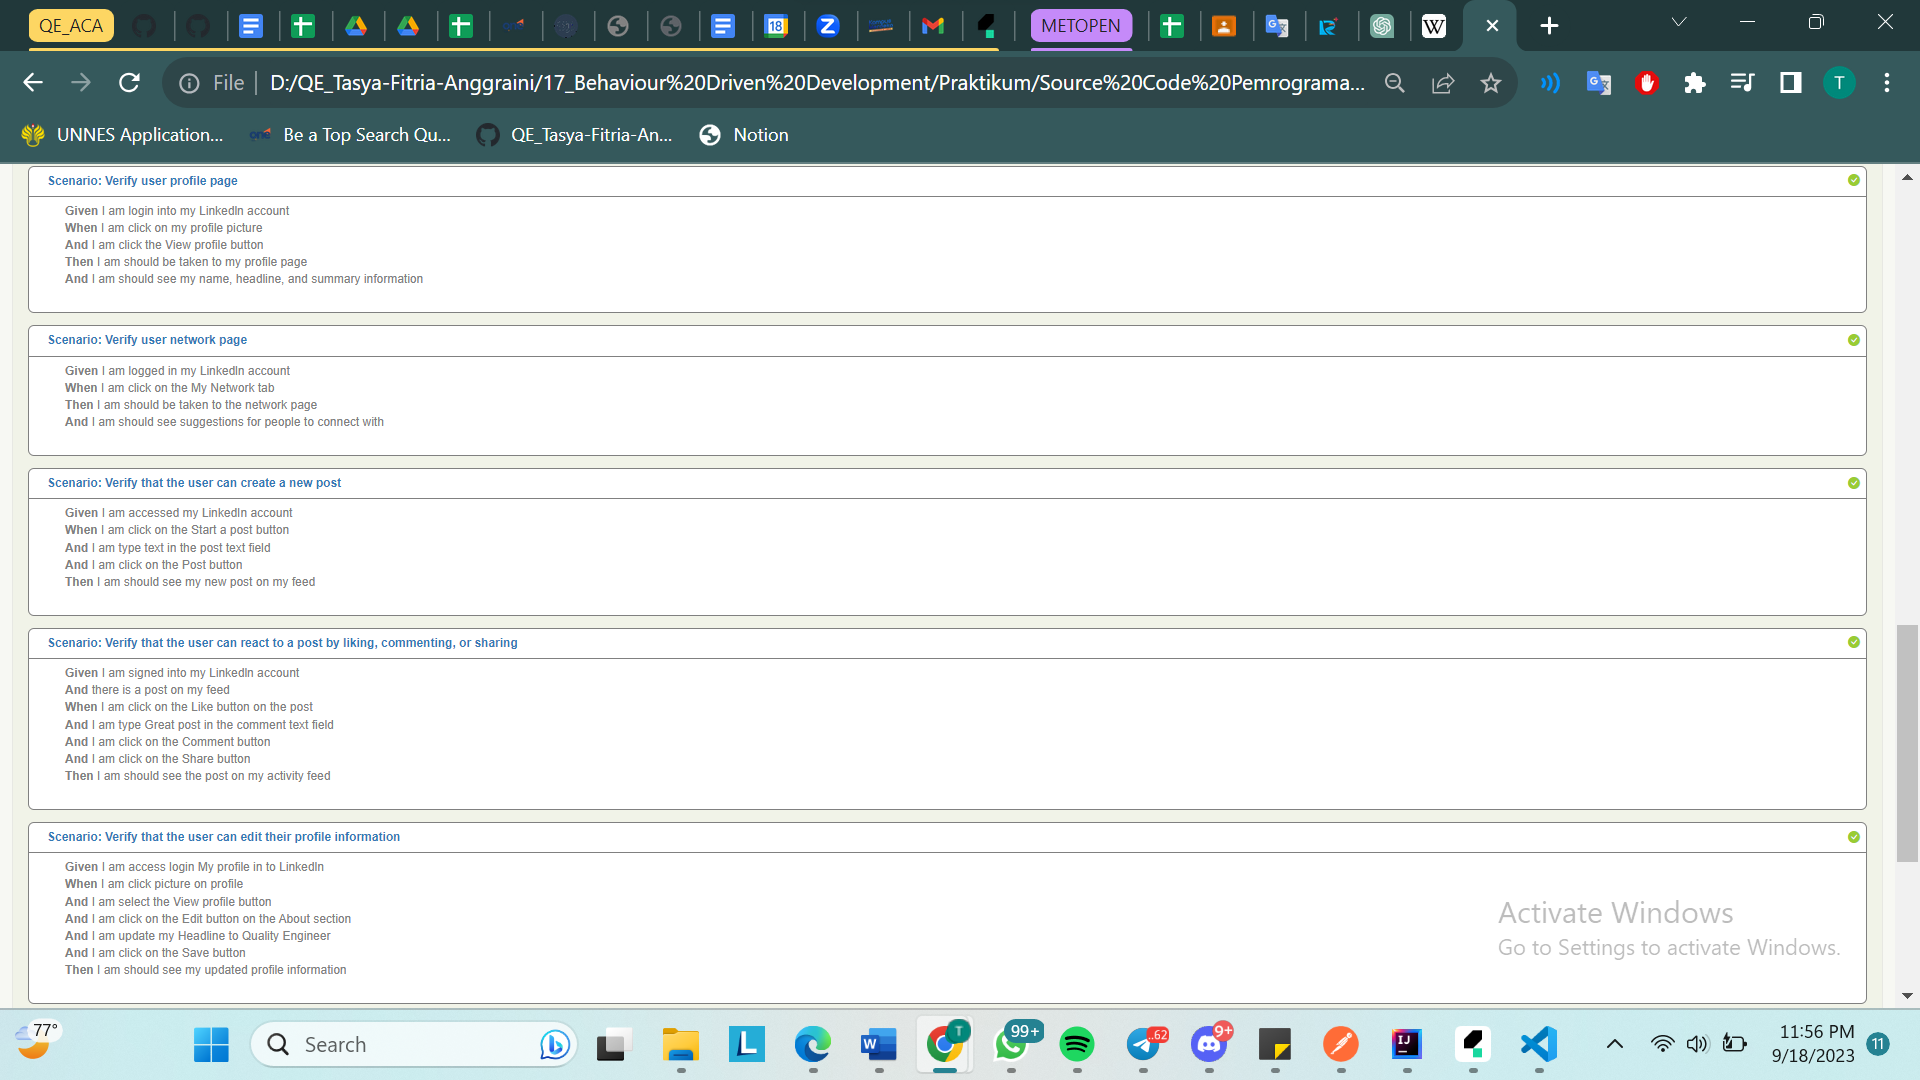 QE_ACA
18
METOPEN
File
D:/QE_Tasya-Fitria-Anggraini/17_Behaviour%20Driven%20Development/Praktikum/Source%20Code%20Pemrograma...
T
UNNES Application...
one
Be a Top Search Qu...
QE_Tasya-Fitria-An...
Notion
Scenario: Verify user profile page
Given I am login into my LinkedIn account
When I am click on my profile picture
And I am click the View profile button
Then I am should be taken to my profile page
And I am should see my name, headline, and summary information
Scenario: Verify user network page
Given I am logged in my LinkedIn account
When I am click on the My Network tab
Then I am should be taken to the network page
And I am should see suggestions for people to connect with
Scenario: Verify that the user can create a new post
Given I am accessed my LinkedIn account
When I am click on the Start a post button
And I am type text in the post text field
And I am click on the Post button
Then I am should see my new post on my feed
Scenario: Verify that the user can react to a post by liking, commenting, or sharing
Given I am signed into my LinkedIn account
And there is a post on my feed
When I am click on the Like button on the post
And I am type Great post in the comment text field
And I am click on the Comment button
And I am click on the Share button
Then I am should see the post on my activity feed
Scenario: Verify that the user can edit their profile information
Given I am access login My profile in to LinkedIn
When I am click picture on profile
And I am select the View profile button
And I am click on the Edit button on the About section
And I am update my Headline to Quality Engineer
And I am click on the Save button
Then I am should see my updated profile information
Activate Windows
Go to Settings to activate Windows.
77°
Search
L
W
T
99+
..62
9+
IJ
11:56 PM
9/18/2023
11